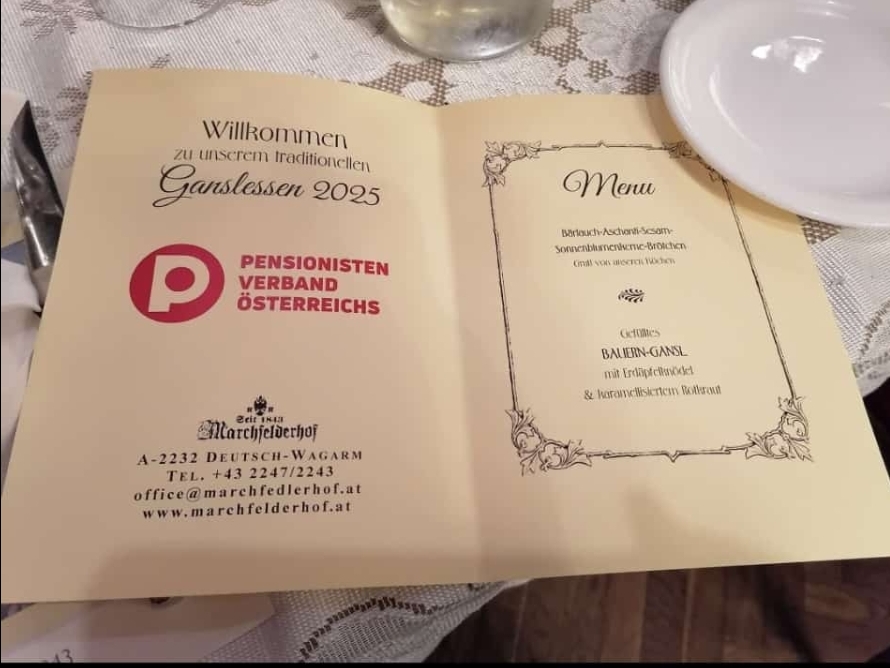 Willkommen
zu unserem traditionellen
Ganslessen 2025
P
PENSIONISTEN
VERBAND
ÖSTERREICHS
Seit 1843
Marchfelderhof
A-2232 DEUTSCH-WAGARM
TEL. +43 2247/2243
office@marchfedlerhof.at
www.marchfelderhof.at
Menu
Bärlauch-Aschanti-Sesam-
Sonnenblumenkerne-Brötchen
Gruß von unseren Köchen
Gefülltes
BAUERN-GANSL
mit Erdäpfelknödel
& karamellisiertem Rotkraut